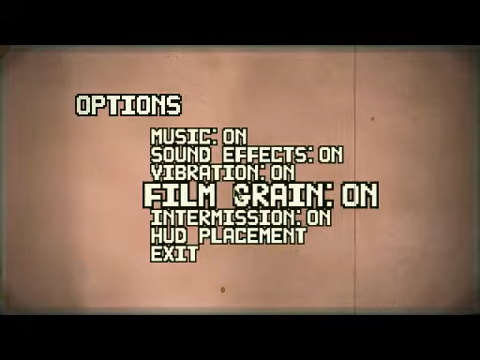 OPTIONS
MUSIC: ON
SOUND EFFECTS: ON
VIBRATION: ON
FILM GRAIN: ON
INTERMISSION: ON
HUD PLACEMENT
EXIT